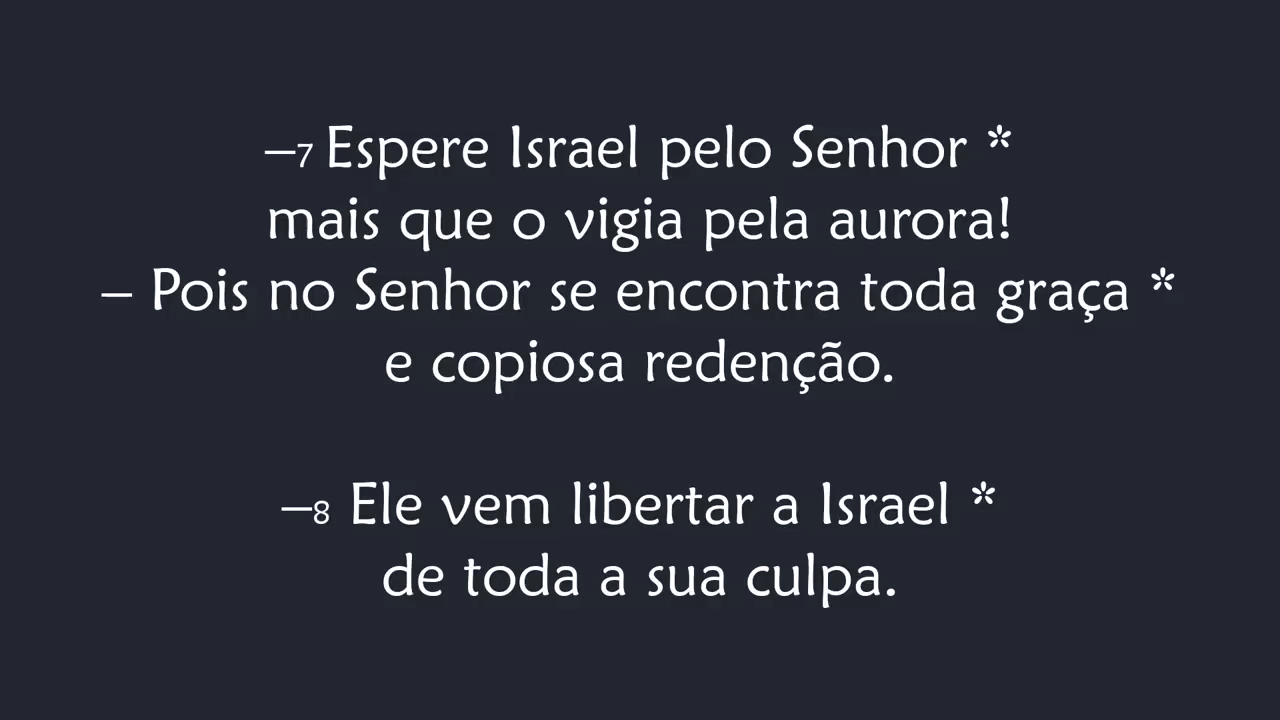 —7 Espere Israel pelo Senhor *
mais que o vigia pela aurora!
– Pois no Senhor se encontra toda graça *
e copiosa redenção.
—8 Ele vem libertar a Israel *
de toda a sua culpa.